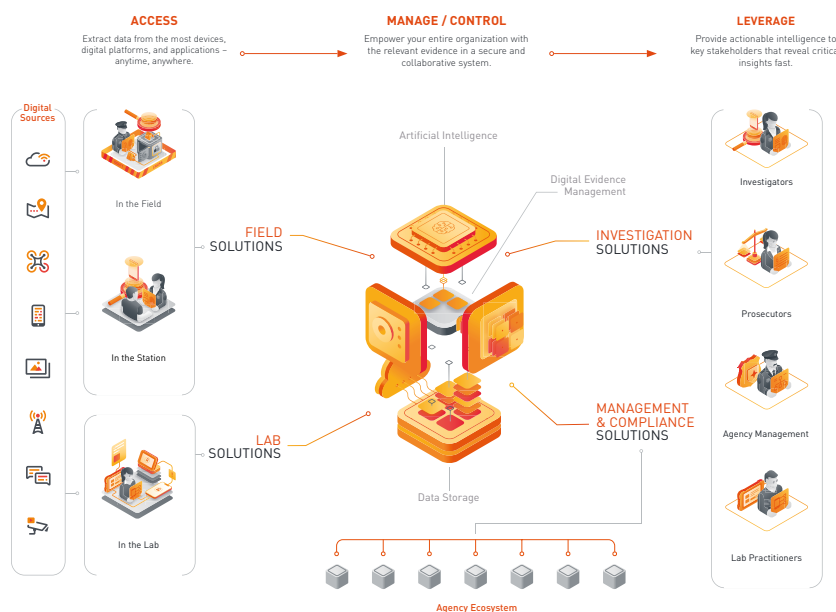 ACCESS
Extract data from the most devices,
digital platforms, and applications –
anytime, anywhere.
MANAGE / CONTROL
Empower your entire organization with
the relevant evidence in a secure and
collaborative system.
LEVERAGE
Provide actionable intelligence to
key stakeholders that reveal critical
insights fast.
Digital
Sources
In the Field
In the Station
In the Lab
FIELD
SOLUTIONS
LAB
SOLUTIONS
Artificial Intelligence
Digital Evidence
Management
Data Storage
INVESTIGATION
SOLUTIONS
MANAGEMENT
& COMPLIANCE
SOLUTIONS
Investigators
Prosecutors
Agency Management
Lab Practitioners
Agency Ecosystem